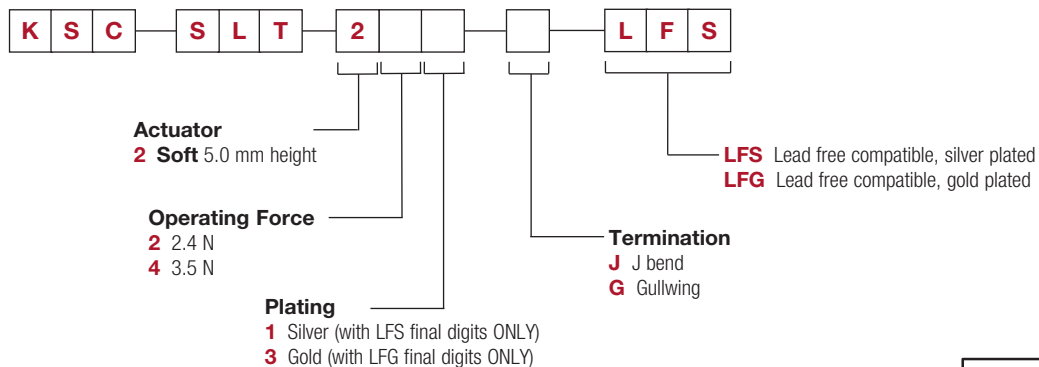 K S C S L T 2 L F S
Actuator
2 Soft 5.0 mm height
LFS Lead free compatible, silver plated
LFG Lead free compatible, gold plated
Operating Force
2 2.4 N
4 3.5 N
Termination
J J bend
G Gullwing
Plating
1 Silver (with LFS final digits ONLY)
3 Gold (with LFG final digits ONLY)